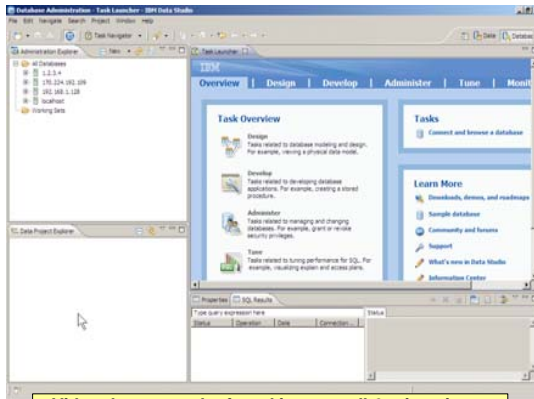 Database Administration - Task Launcher - IBM Data Studio
File Edit Navigate Search Project Window Help
Task Navigator
Data
Databas
Administration Explorer
New
All Databases
1.2.3.4
192.168.1.128
localhost
Working Sets
Task Launcher
IBM
Overview | Design | Develop | Administer | Tune | Monit
Task Overview
Design
Tasks related to database modeling and design.
For example, viewing a physical data model.
Develop
Tasks related to developing database
applications. For example, creating a stored
procedure.
Administer
Tasks related to managing and changing
databases. For example, grant or revoke
security privileges.
Tune
Tasks related to tuning performance for SQL. For
example, visualizing explain and access plans.
Tasks
Connect and browse a database
Learn More
Downloads, demos, and roadmaps
Sample database
Community and forums
Support
What's new in Data Studio
Information Center
Data Project Explorer
Properties
SQL Results
Type query expression here
Status
Operation
Date
Connection...
Status